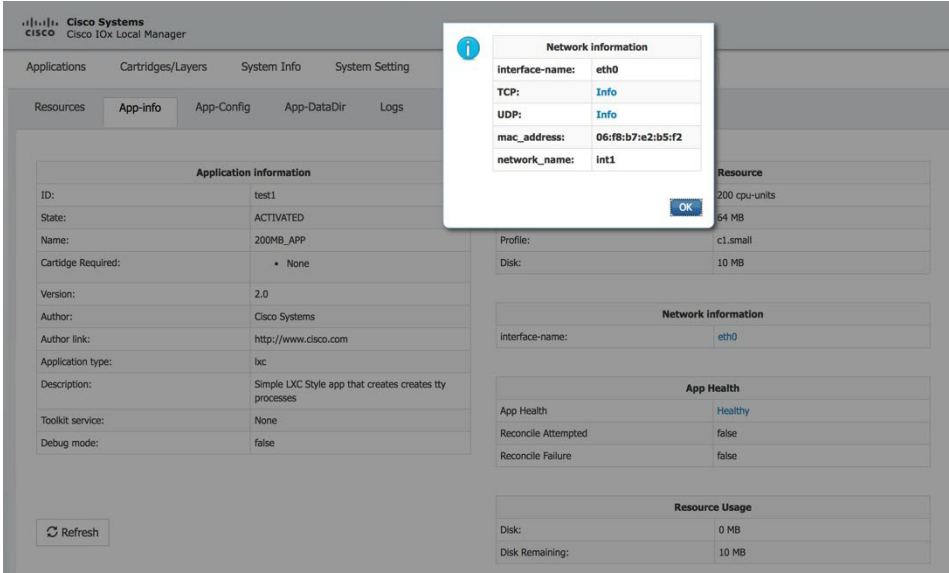 Cisco Systems
CISCO Cisco IOx Local Manager
Applications Cartridges/Layers System Info System Setting
Resources App-info App-Config App-DataDir Logs
Network information
interface-name: eth0
TCP: Info
UDP: Info
mac_address: 06:f8:b7:e2:b5:f2
network_name: int1
OK
Application information
ID: test1
State: ACTIVATED
Name: 200MB_APP
Cartidge Required: • None
Version: 2.0
Author: Cisco Systems
Author link: http://www.cisco.com
Application type: lxc
Description: Simple LXC Style app that creates creates tty
processes
Toolkit service: None
Debug mode: false
Refresh
Resource
200 cpu-units
64 MB
Profile: c1.small
Disk: 10 MB
Network information
interface-name: eth0
App Health
App Health Healthy
Reconcile Attempted false
Reconcile Failure false
Resource Usage
Disk: 0 MB
Disk Remaining: 10 MB